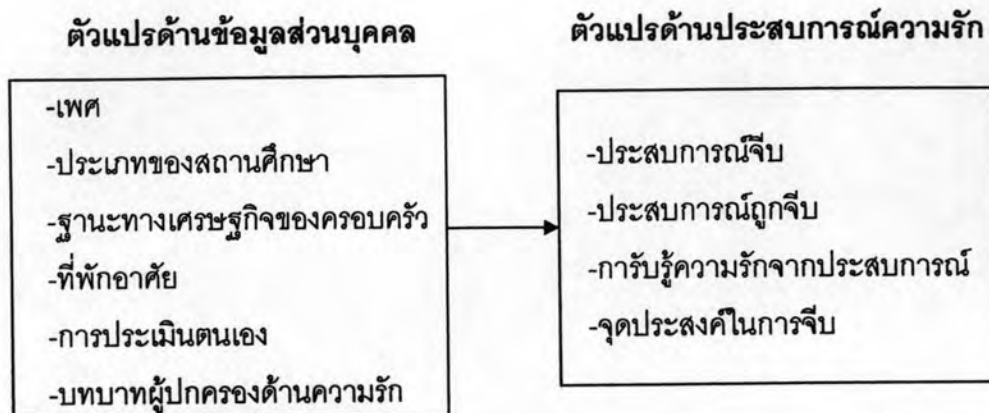 ตัวแปรด้านข้อมูลส่วนบุคคล
-เพศ
-ประเภทของสถานศึกษา
-ฐานะทางเศรษฐกิจของครอบครัว
-ที่พักอาศัย
-การประเมินตนเอง
-บทบาทผู้ปกครองด้านความรัก
ตัวแปรด้านประสบการณ์ความรัก
-ประสบการณ์จีบ
-ประสบการณ์ถูกจีบ
-การับรู้ความรักจากประสบการณ์
-จุดประสงค์ในการจีบ